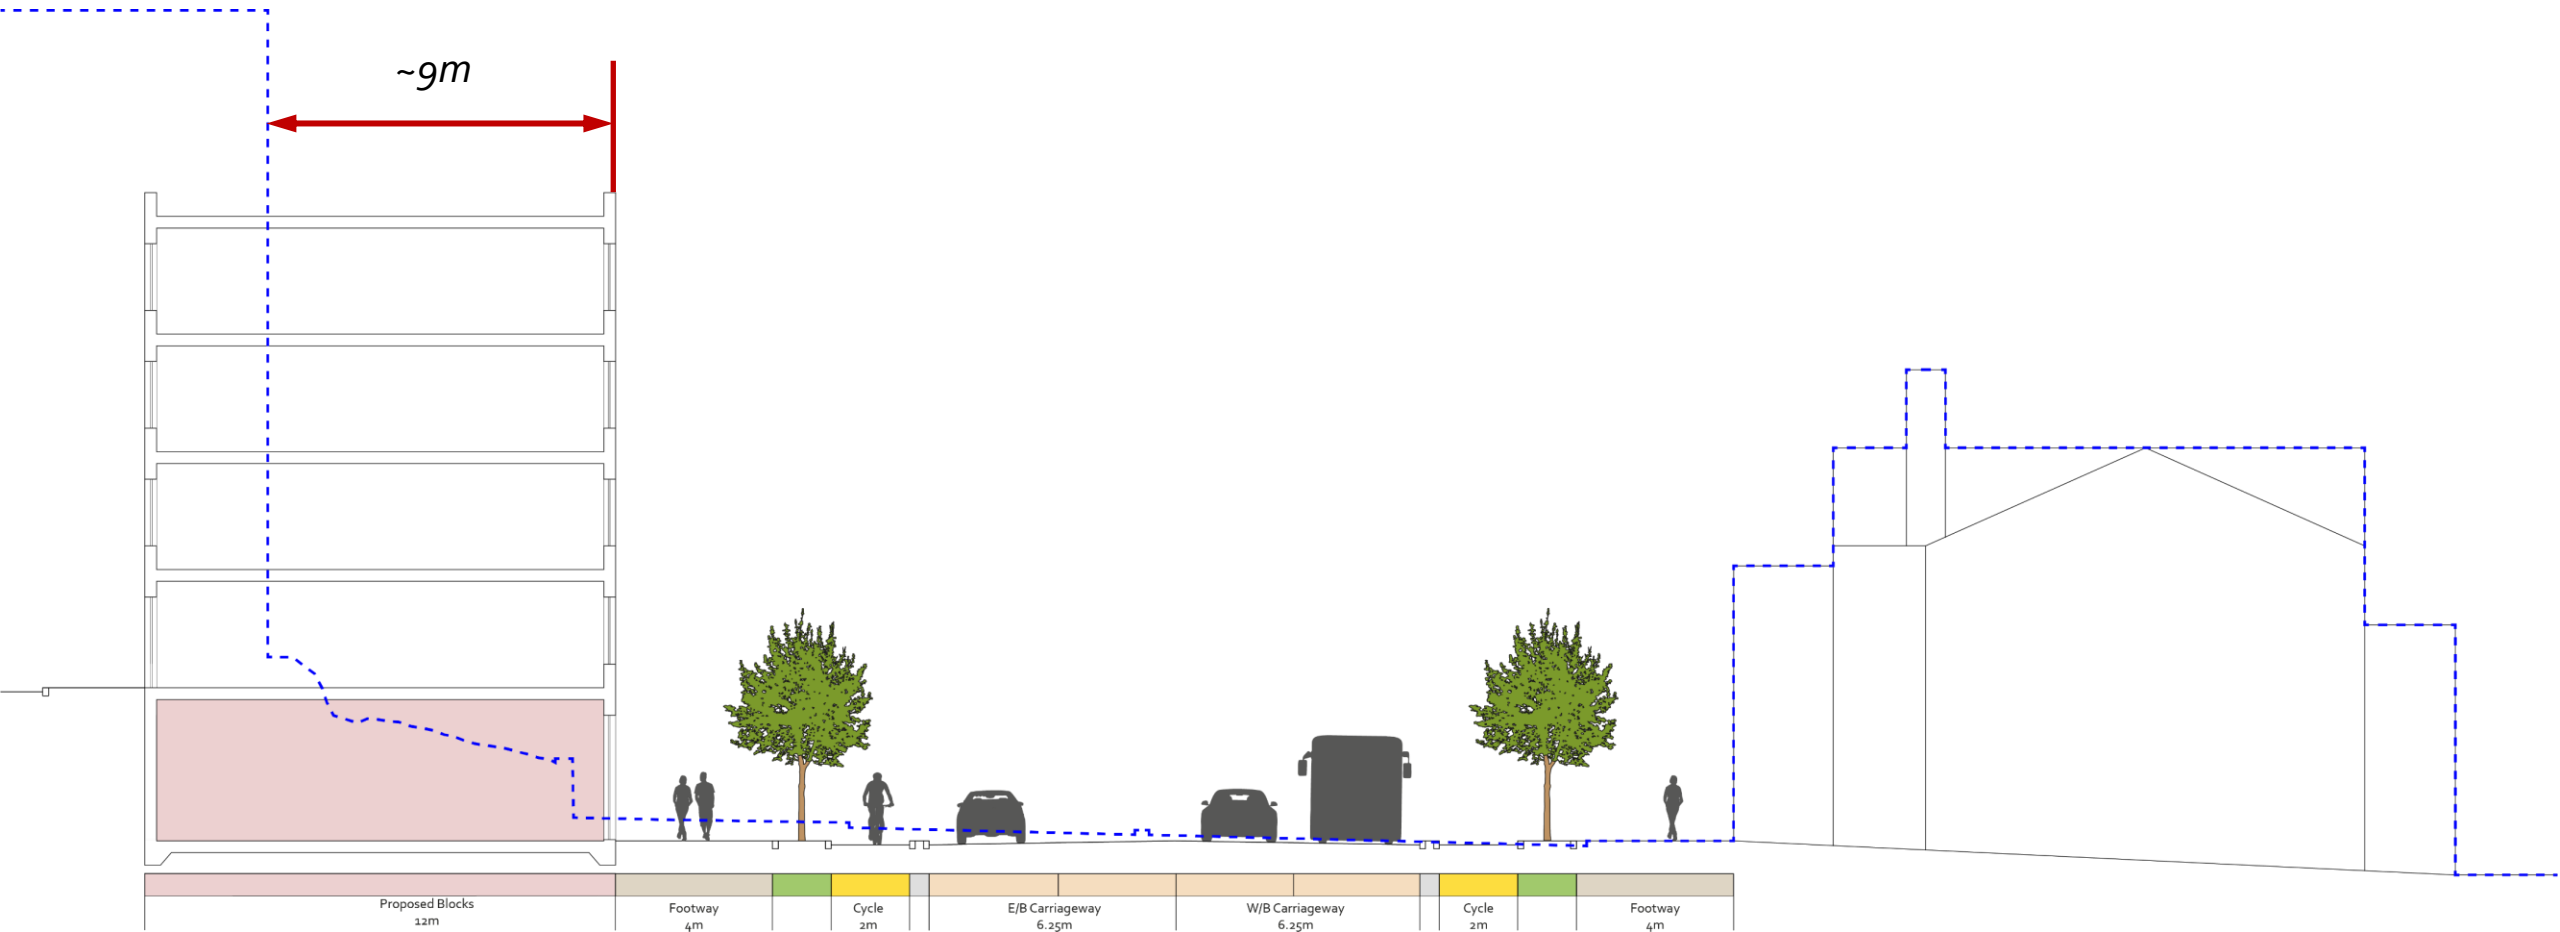 ~9m
Proposed Blocks
12m
Footway
4m
Cycle
2m
E/B Carriageway
6.25m
W/B Carriageway
6.25m
Cycle
2m
Footway
4m